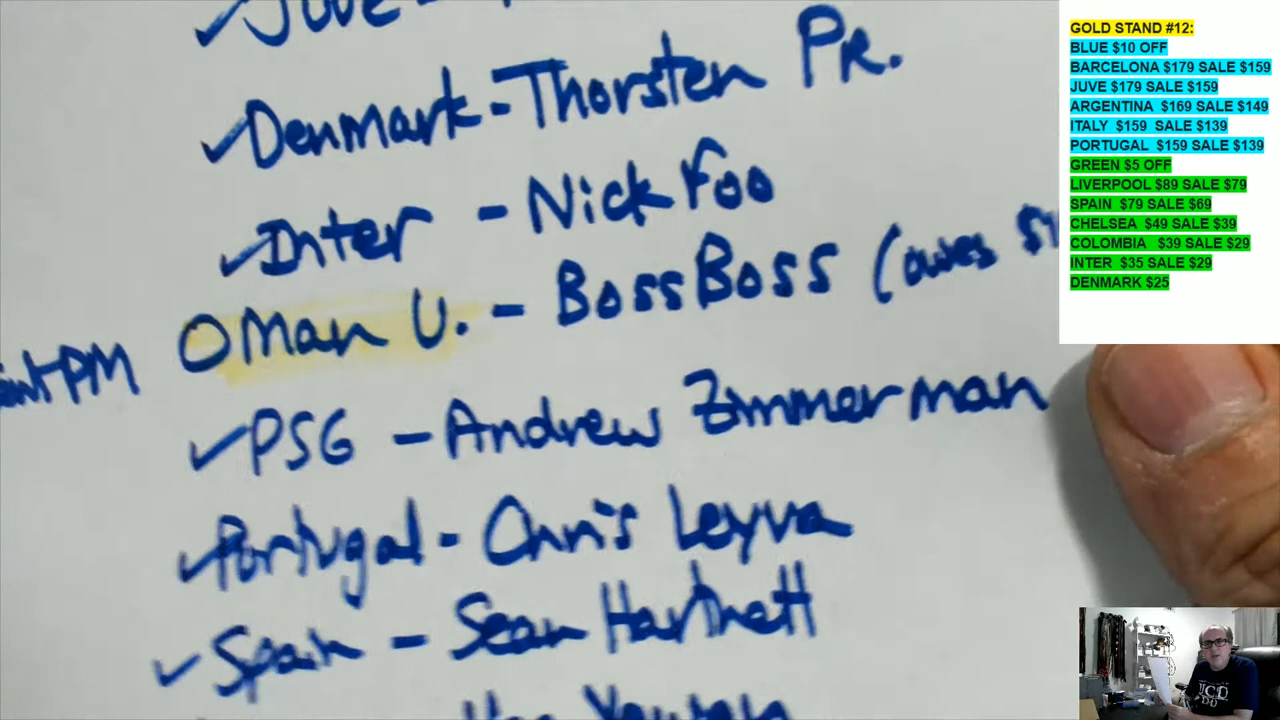 ✓ Juve -
✓ Denmark - Thorsten PR.
✓ Inter - Nick Foo
PM O Man U. - BossBoss (owes
✓ PSG - Andrew Zimmerman
✓ Portugal - Chris Leyva
✓ Spain - Sean Hartnett
GOLD STAND #12:
BLUE $10 OFF
BARCELONA $179 SALE $159
JUVE $179 SALE $159
ARGENTINA $169 SALE $149
ITALY $159 SALE $139
PORTUGAL $159 SALE $139
GREEN $5 OFF
LIVERPOOL $89 SALE $79
SPAIN $79 SALE $69
CHELSEA $49 SALE $39
COLOMBIA $39 SALE $29
INTER $35 SALE $29
DENMARK $25